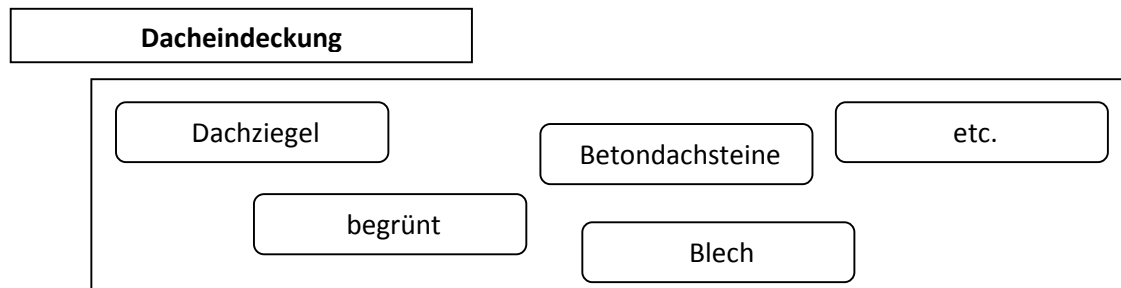 Dacheindeckung
Dachziegel
etc.
Betondachsteine
begrünt
Blech